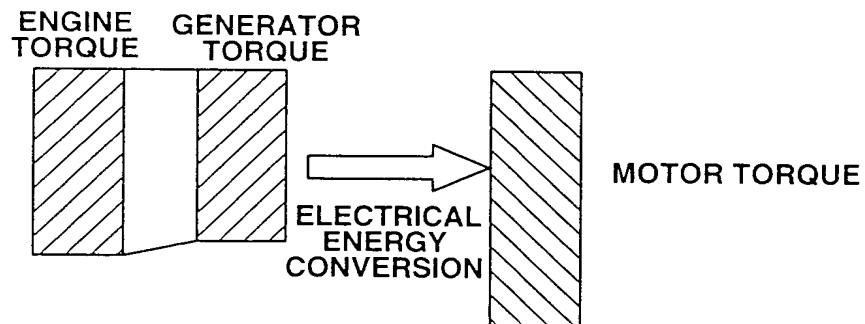 ENGINE
TORQUE
GENERATOR
TORQUE
ELECTRICAL
ENERGY
CONVERSION
MOTOR TORQUE